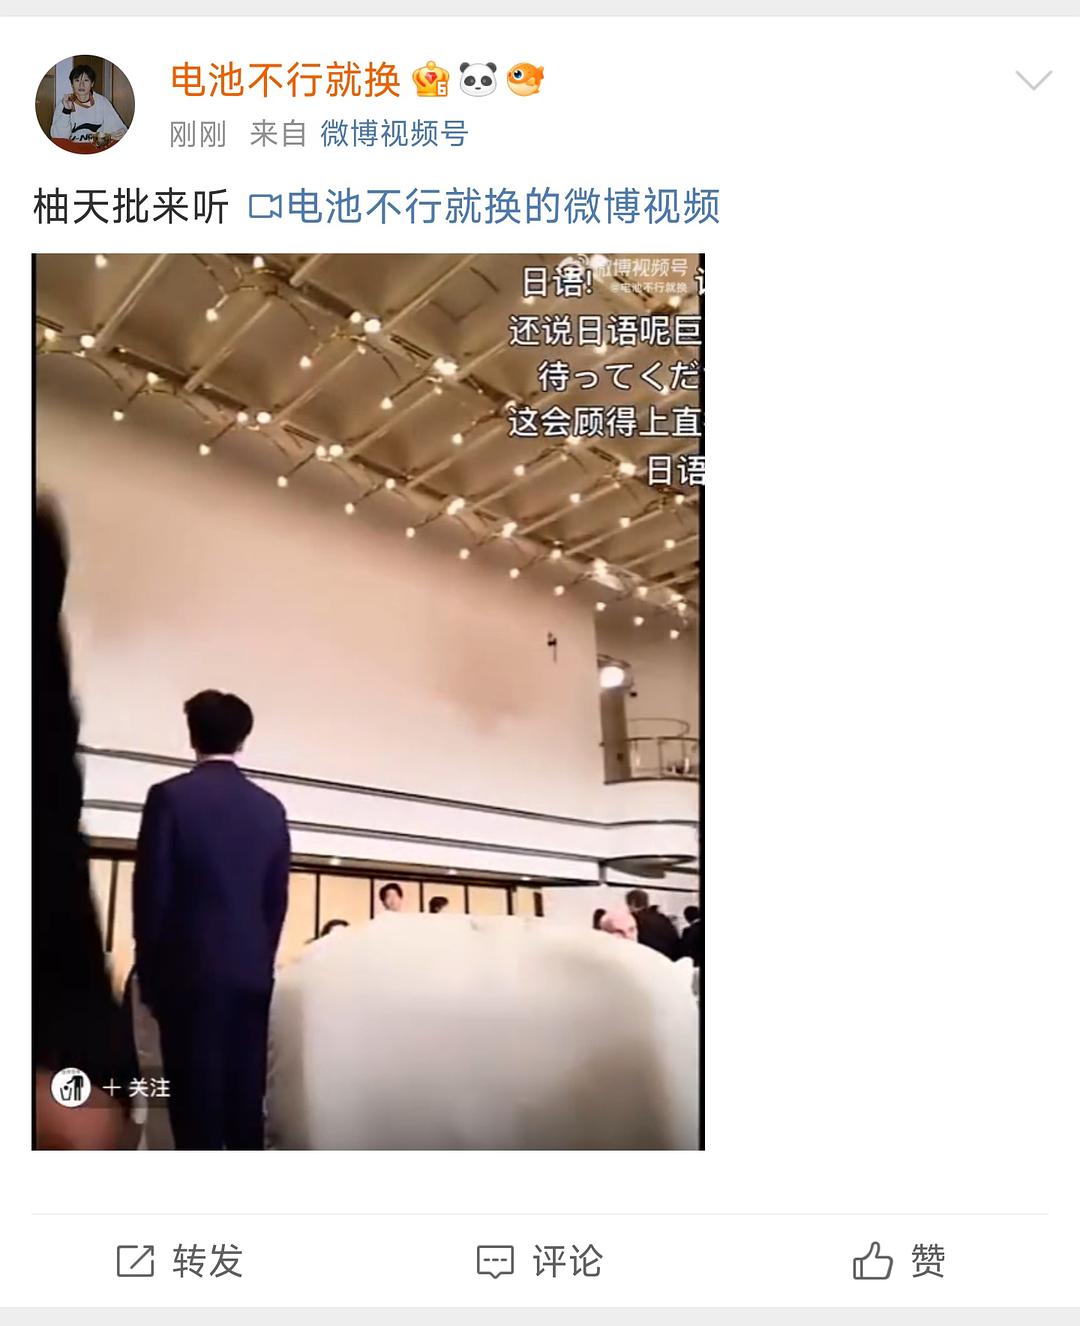 电池不行就换
刚刚 来自 微博视频号
柚天批来听 电池不行就换的微博视频
微博视频号
@电池不行就换
日语!
还说日语呢巨
待ってくだ
这会顾得上直
日语
+ 关注
转发
评论
赞